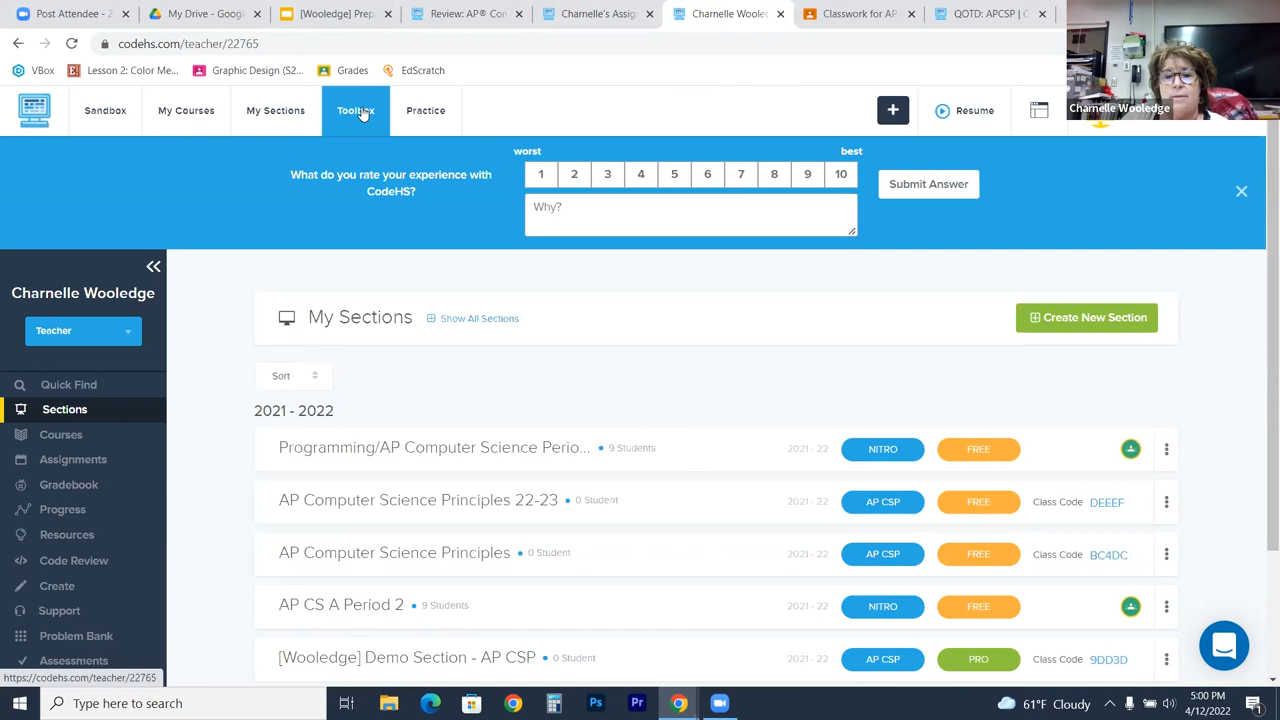 Post Attendee - Zoom
My Drive - Googl
[Wooledge] Prep
Review: AP® Con
Charnelle's Assig
Charnelle Wooled
Classwork for AP
QOTD: APCSP | C
codehs.com/teacher/22765
VBox
Lesson 2: Color Me...
Graphic Design (S2...
Grades
EdScratch
Sandbox
My Courses
My Sections
Toolbox
Practice
Resume
Charnelle Wooledge
worst
best
What do you rate your experience with
CodeHS?
1 2 3 4 5 6 7 8 9 10
Submit Answer
Why?
Charnelle Wooledge
Teacher
Quick Find
Sections
Courses
Assignments
Gradebook
Progress
Resources
Code Review
Create
Support
Problem Bank
Assessments
My Sections
Show All Sections
Create New Section
Sort
2021 - 2022
Programming/AP Computer Science Perio... 9 Students 2021 - 22 NITRO FREE
AP Computer Science Principles 22-23 0 Student 2021 - 22 AP CSP FREE Class Code DEEEF
AP Computer Science Principles 0 Student 2021 - 22 AP CSP FREE Class Code BC4DC
AP CS A Period 2 9 Students 2021 - 22 NITRO FREE
[Wooledge] Demo Section - AP CSP 0 Student 2021 - 22 AP CSP PRO Class Code 9DD3D
https://codehs.com/teacher/22765
Type here to search
Ps
Pr
61°F Cloudy
5:00 PM
4/12/2022
1